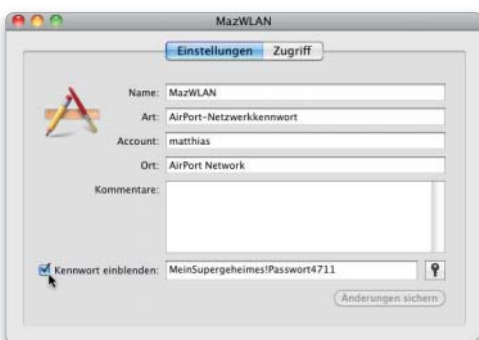 MazWLAN
Einstellungen Zugriff
Name: MazWLAN
Art: AirPort-Netzwerkkennwort
Account: matthias
Ort: AirPort Network
Kommentare:
Kennwort einblenden: MeinSupergeheimes!Passwort4711
Änderungen sichern